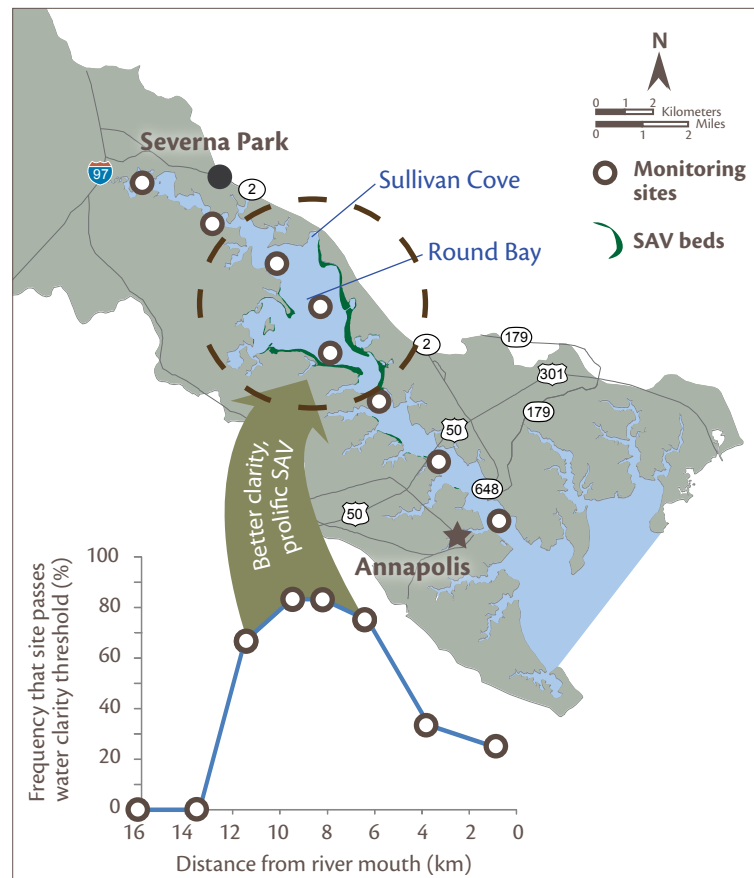 N
0 1 2
Kilometers
Miles
0 1 2
Severna Park
97
2
Sullivan Cove
Monitoring
sites
Round Bay
SAV beds
2
179
301
179
50
648
50
Annapolis
Better clarity,
prolific SAV
Frequency that site passes
water clarity threshold (%)
100
80
60
40
20
0
16 14 12 10 8 6 4 2 0
Distance from river mouth (km)